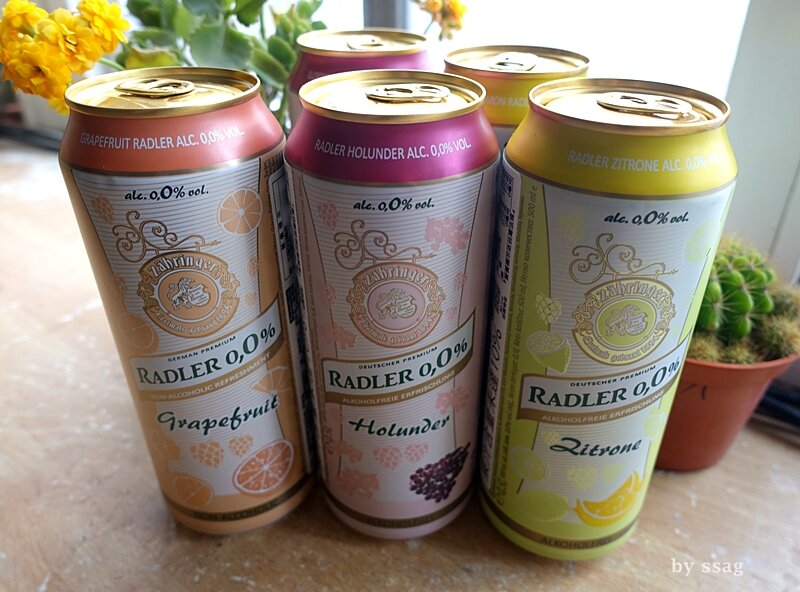 GRAPEFRUIT RADLER ALC. 0,0% VOL.
alc. 0,0% vol.
Zähringer
GERMAN PREMIUM
RADLER 0,0%
NON-ALCOHOLIC REFRESHMENT
Grapefruit
NON-ALCOHOLIC
RADLER HOLUNDER ALC. 0,0% VOL.
alc. 0,0% vol.
Zähringer
DEUTSCHER PREMIUM
RADLER 0,0%
ALKOHOLFREIE ERFRISCHUNG
Holunder
RADLER ZITRONE ALC. 0,0% VOL.
alc. 0,0% vol.
Zähringer
DEUTSCHER PREMIUM
RADLER 0,0%
ALKOHOLFREIE ERFRISCHUNG
Zitrone
ALKOHOLFREI
by ssag